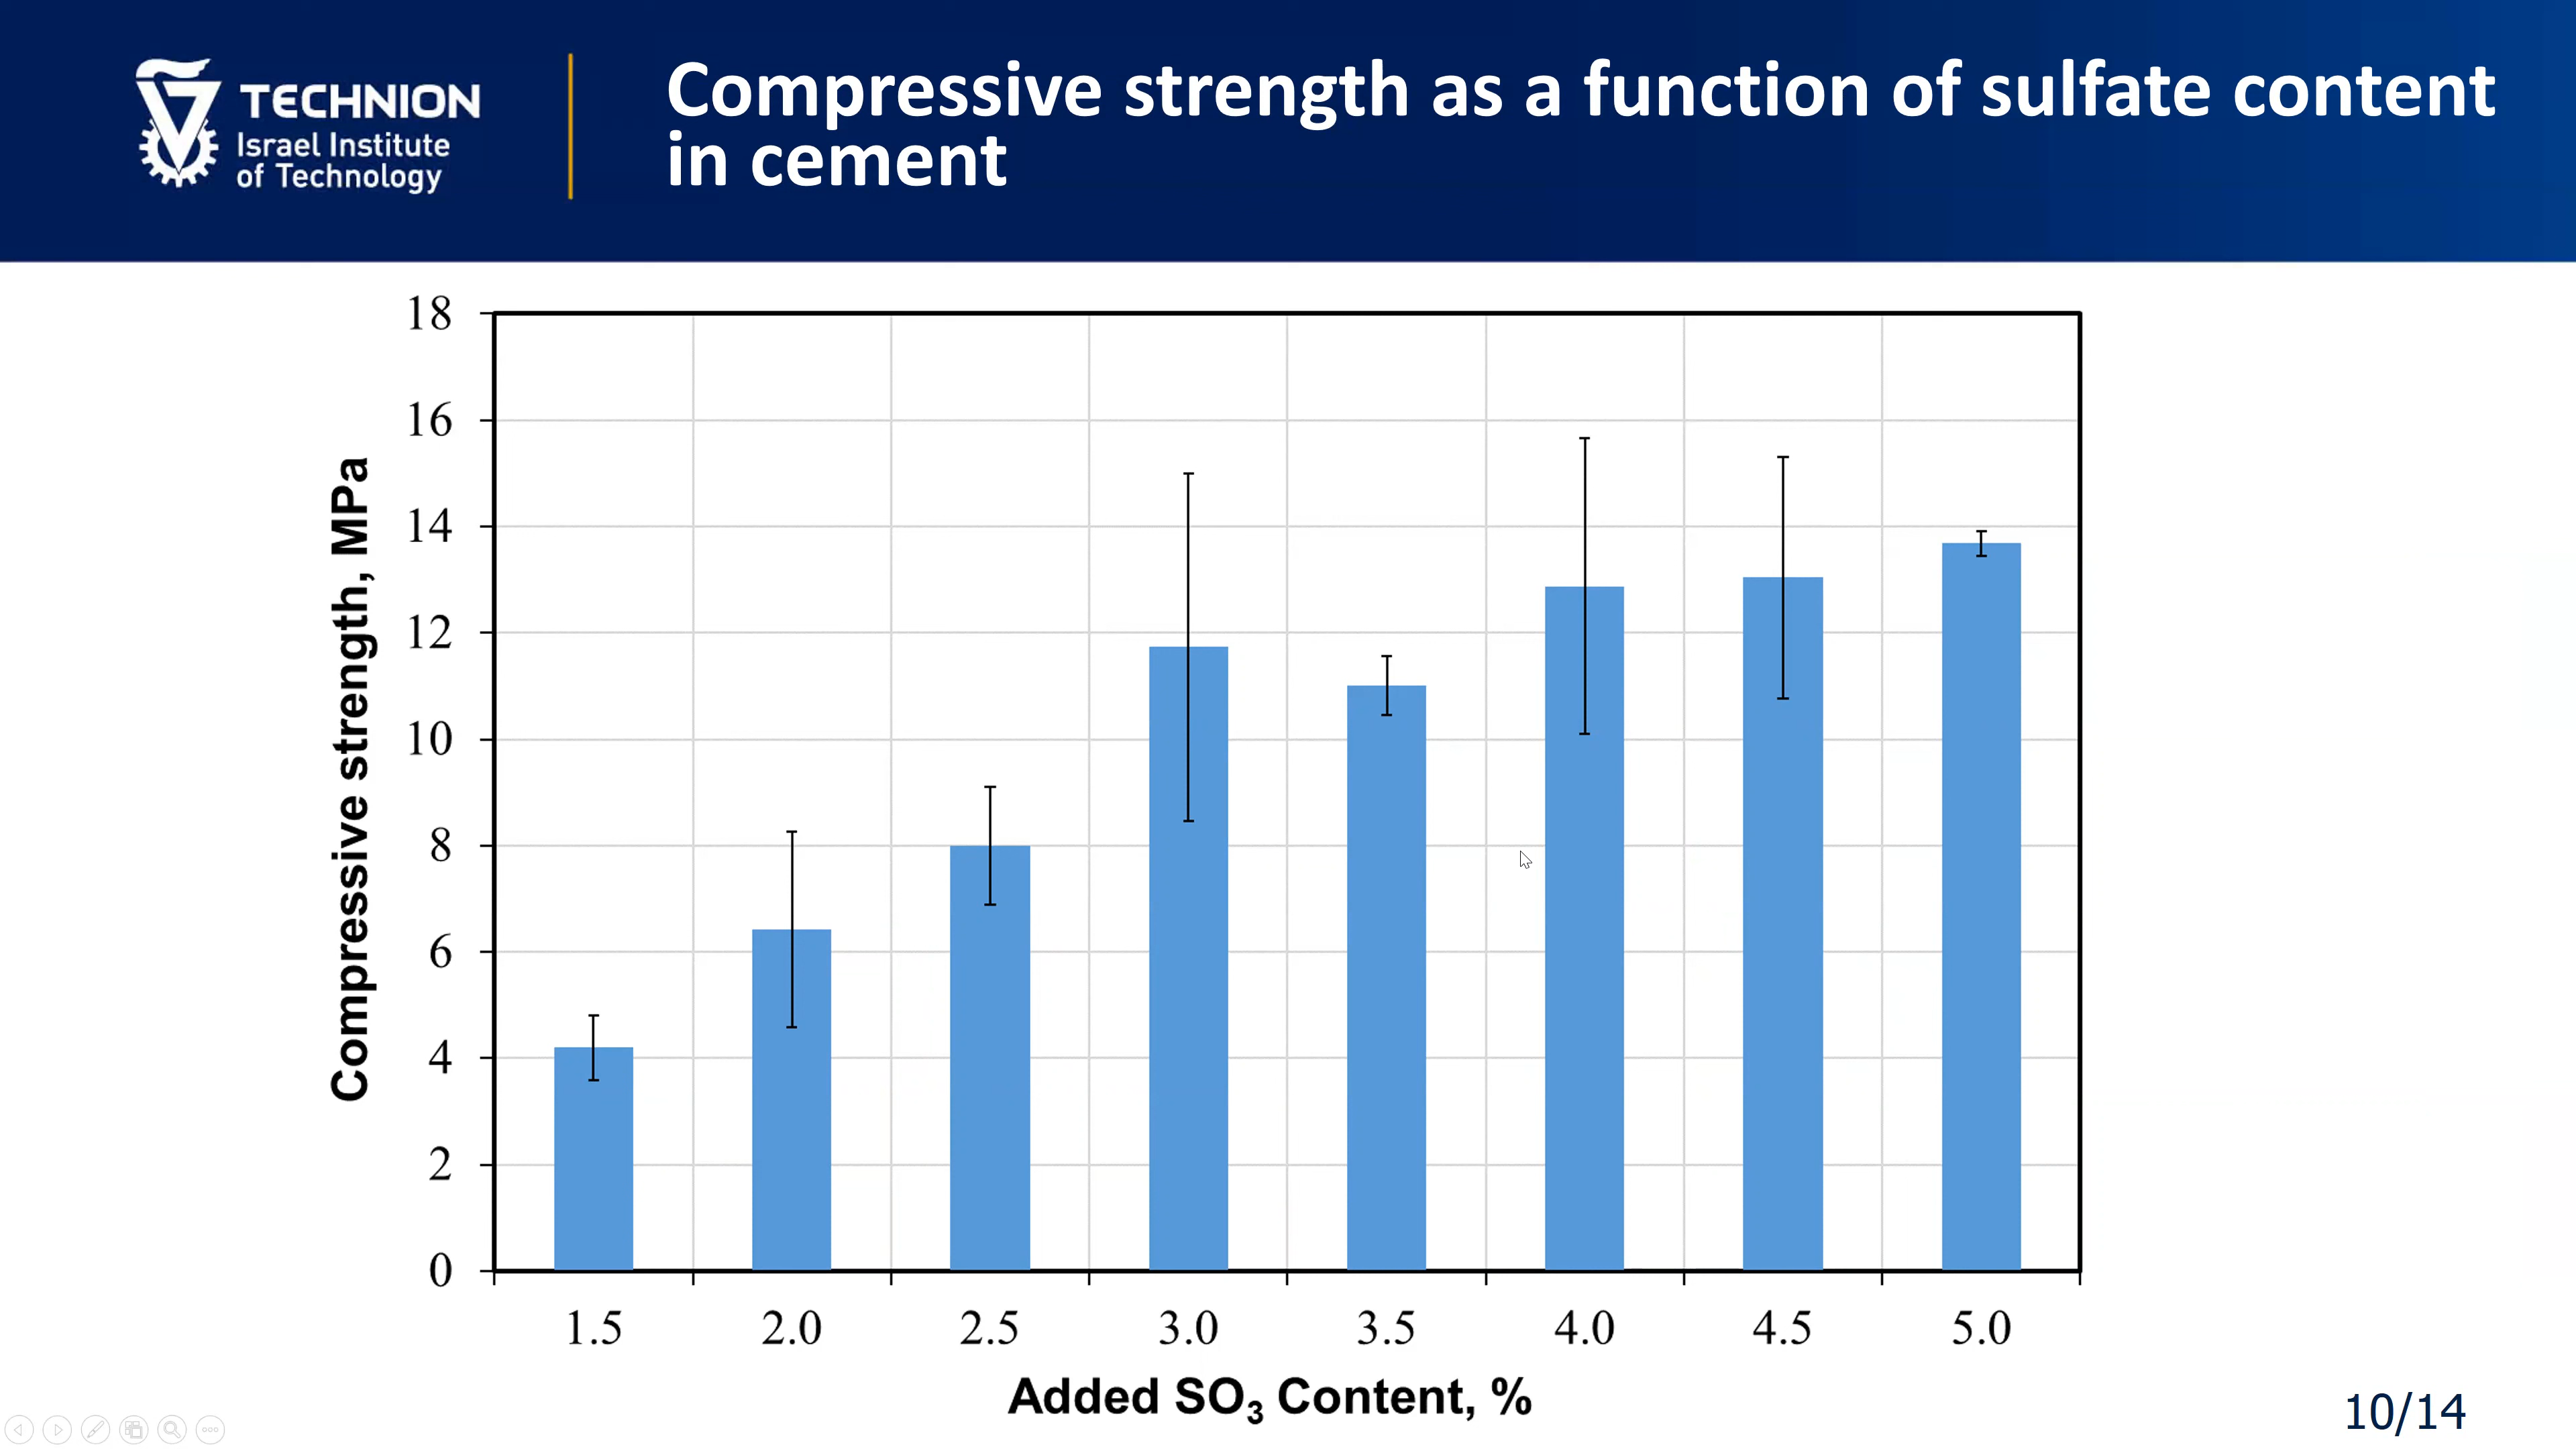 TECHNION
Israel Institute
of Technology
Compressive strength as a function of sulfate content
in cement
18
16
14
12
10
8
6
4
2
0
Compressive strength, MPa
1.5 2.0 2.5 3.0 3.5 4.0 4.5 5.0
Added SO₃ Content, %
10/14